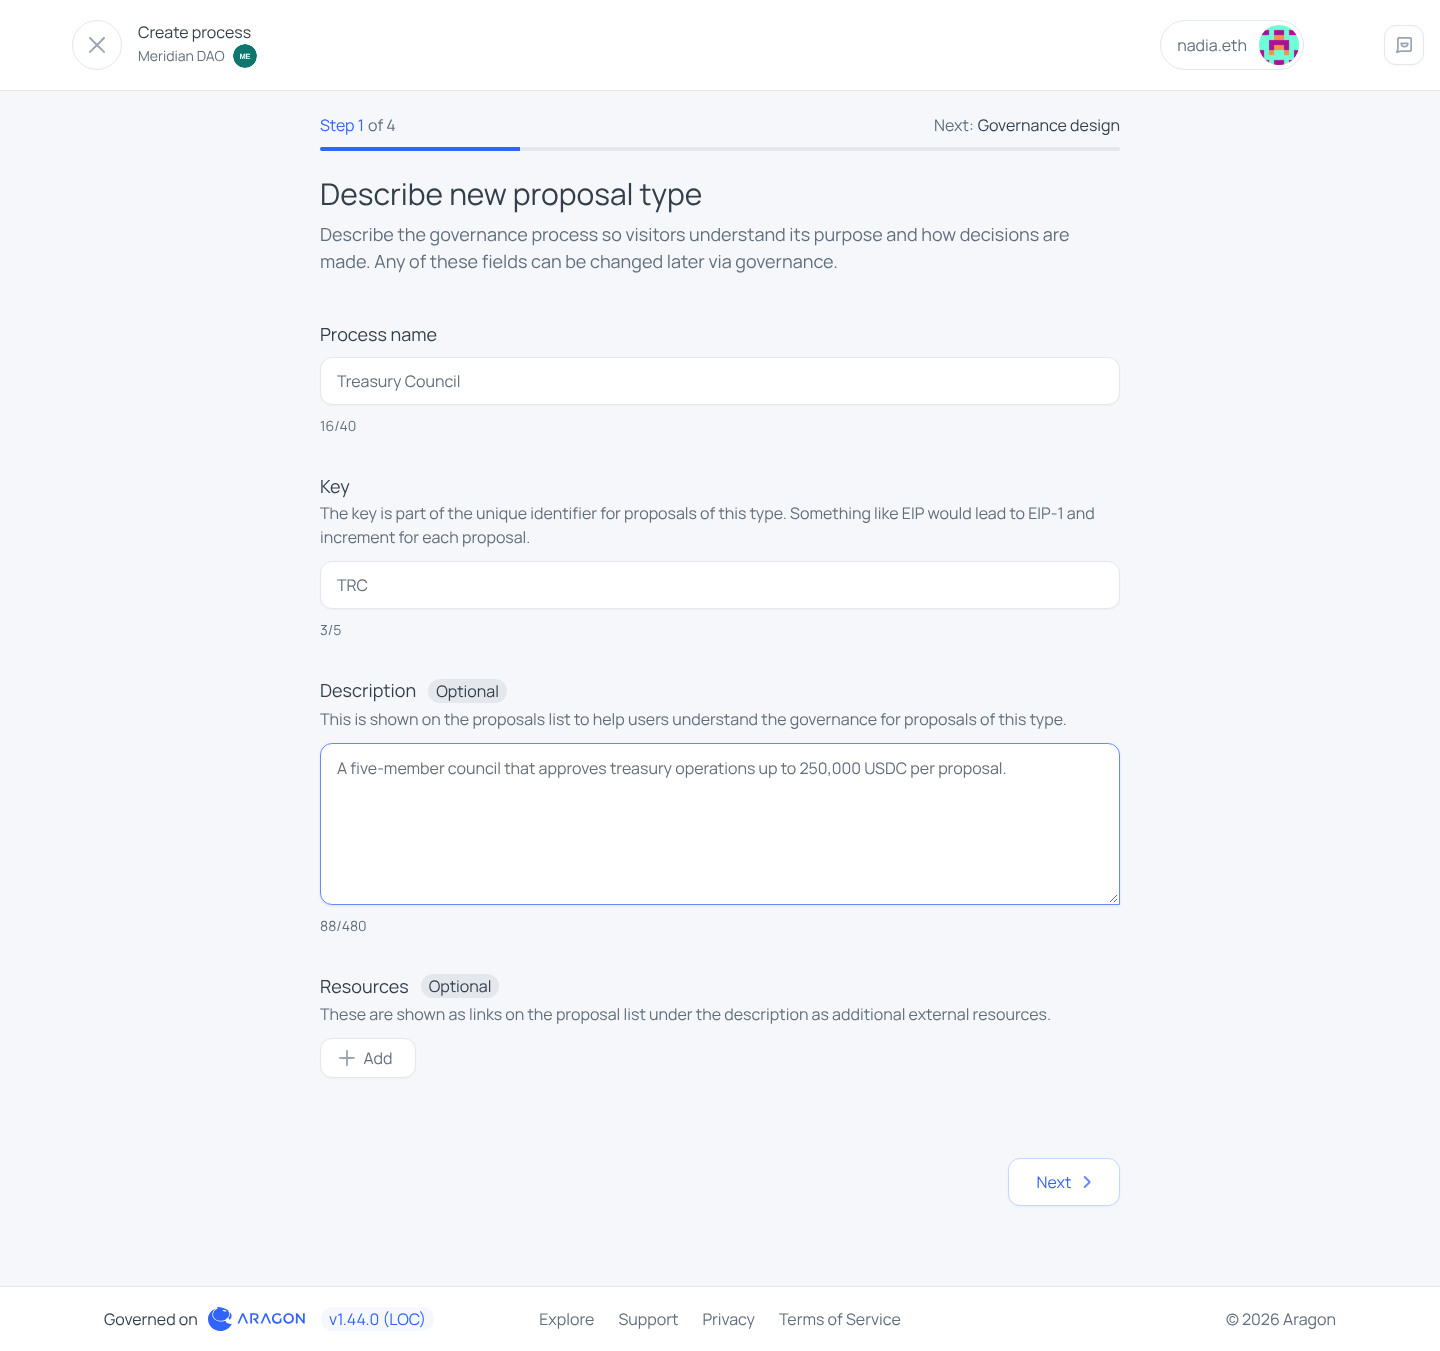 Create process
Meridian DAO ME
nadia.eth
Step 1 of 4
Next: Governance design
Describe new proposal type
Describe the governance process so visitors understand its purpose and how decisions are
made. Any of these fields can be changed later via governance.
Process name
Treasury Council
16/40
Key
The key is part of the unique identifier for proposals of this type. Something like EIP would lead to EIP-1 and
increment for each proposal.
TRC
3/5
Description Optional
This is shown on the proposals list to help users understand the governance for proposals of this type.
A five-member council that approves treasury operations up to 250,000 USDC per proposal.
88/480
Resources Optional
These are shown as links on the proposal list under the description as additional external resources.
Add
Next
Governed on ARAGON v1.44.0 (LOC)
Explore Support Privacy Terms of Service
© 2026 Aragon